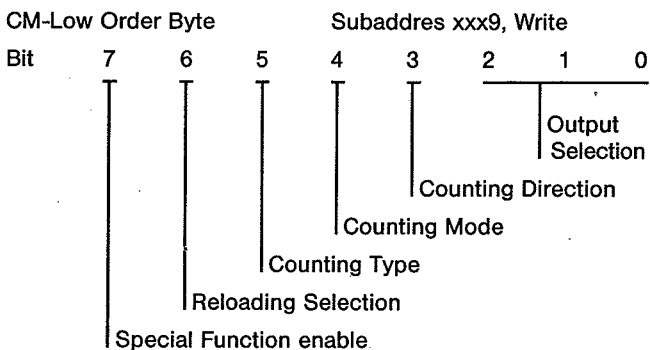 CM-Low Order Byte Subaddres xxx9, Write
Bit 7 6 5 4 3 2 1 0
Output
Selection
Counting Direction
Counting Mode
Counting Type
Reloading Selection
Special Function enable